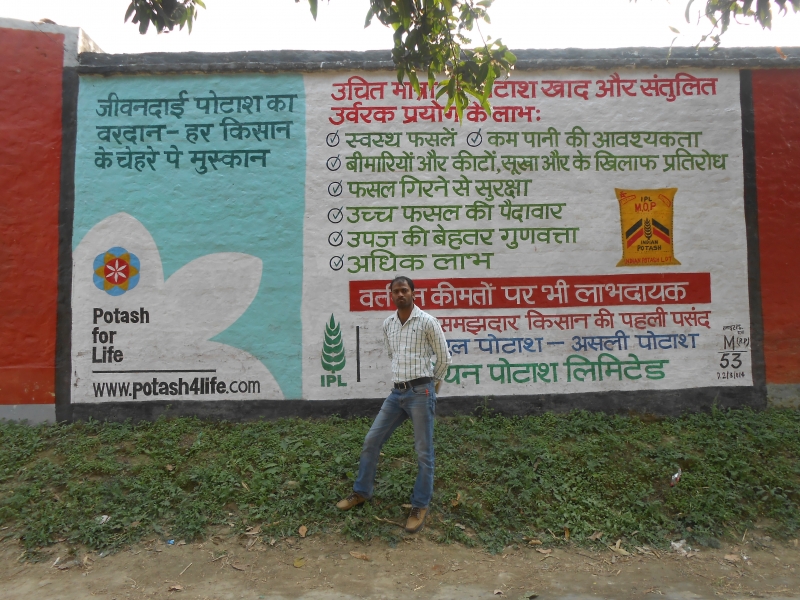 जीवनदाई पोटाश का
वरदान - हर किसान
के चेहरे पे मुस्कान
Potash
for
Life
www.potash4life.com
उचित पोटाश खाद और संतुलित
उर्वरक प्रयोग के लाभ:
स्वस्थ फसलें कम पानी की आवश्यकता
बीमारियों और कीटों, सूखा और के खिलाफ प्रतिरोध
फसल गिरने से सुरक्षा
उच्च फसल की पैदावार
उपज की बेहतर गुणवत्ता
अधिक लाभ
IPL
M.O.P
INDIAN
POTASH
कीमतों पर भी लाभदायक
समझदार किसान की पहली पसंद
पोटाश - असली पोटाश
पोटाश लिमिटेड
IPL
M
53